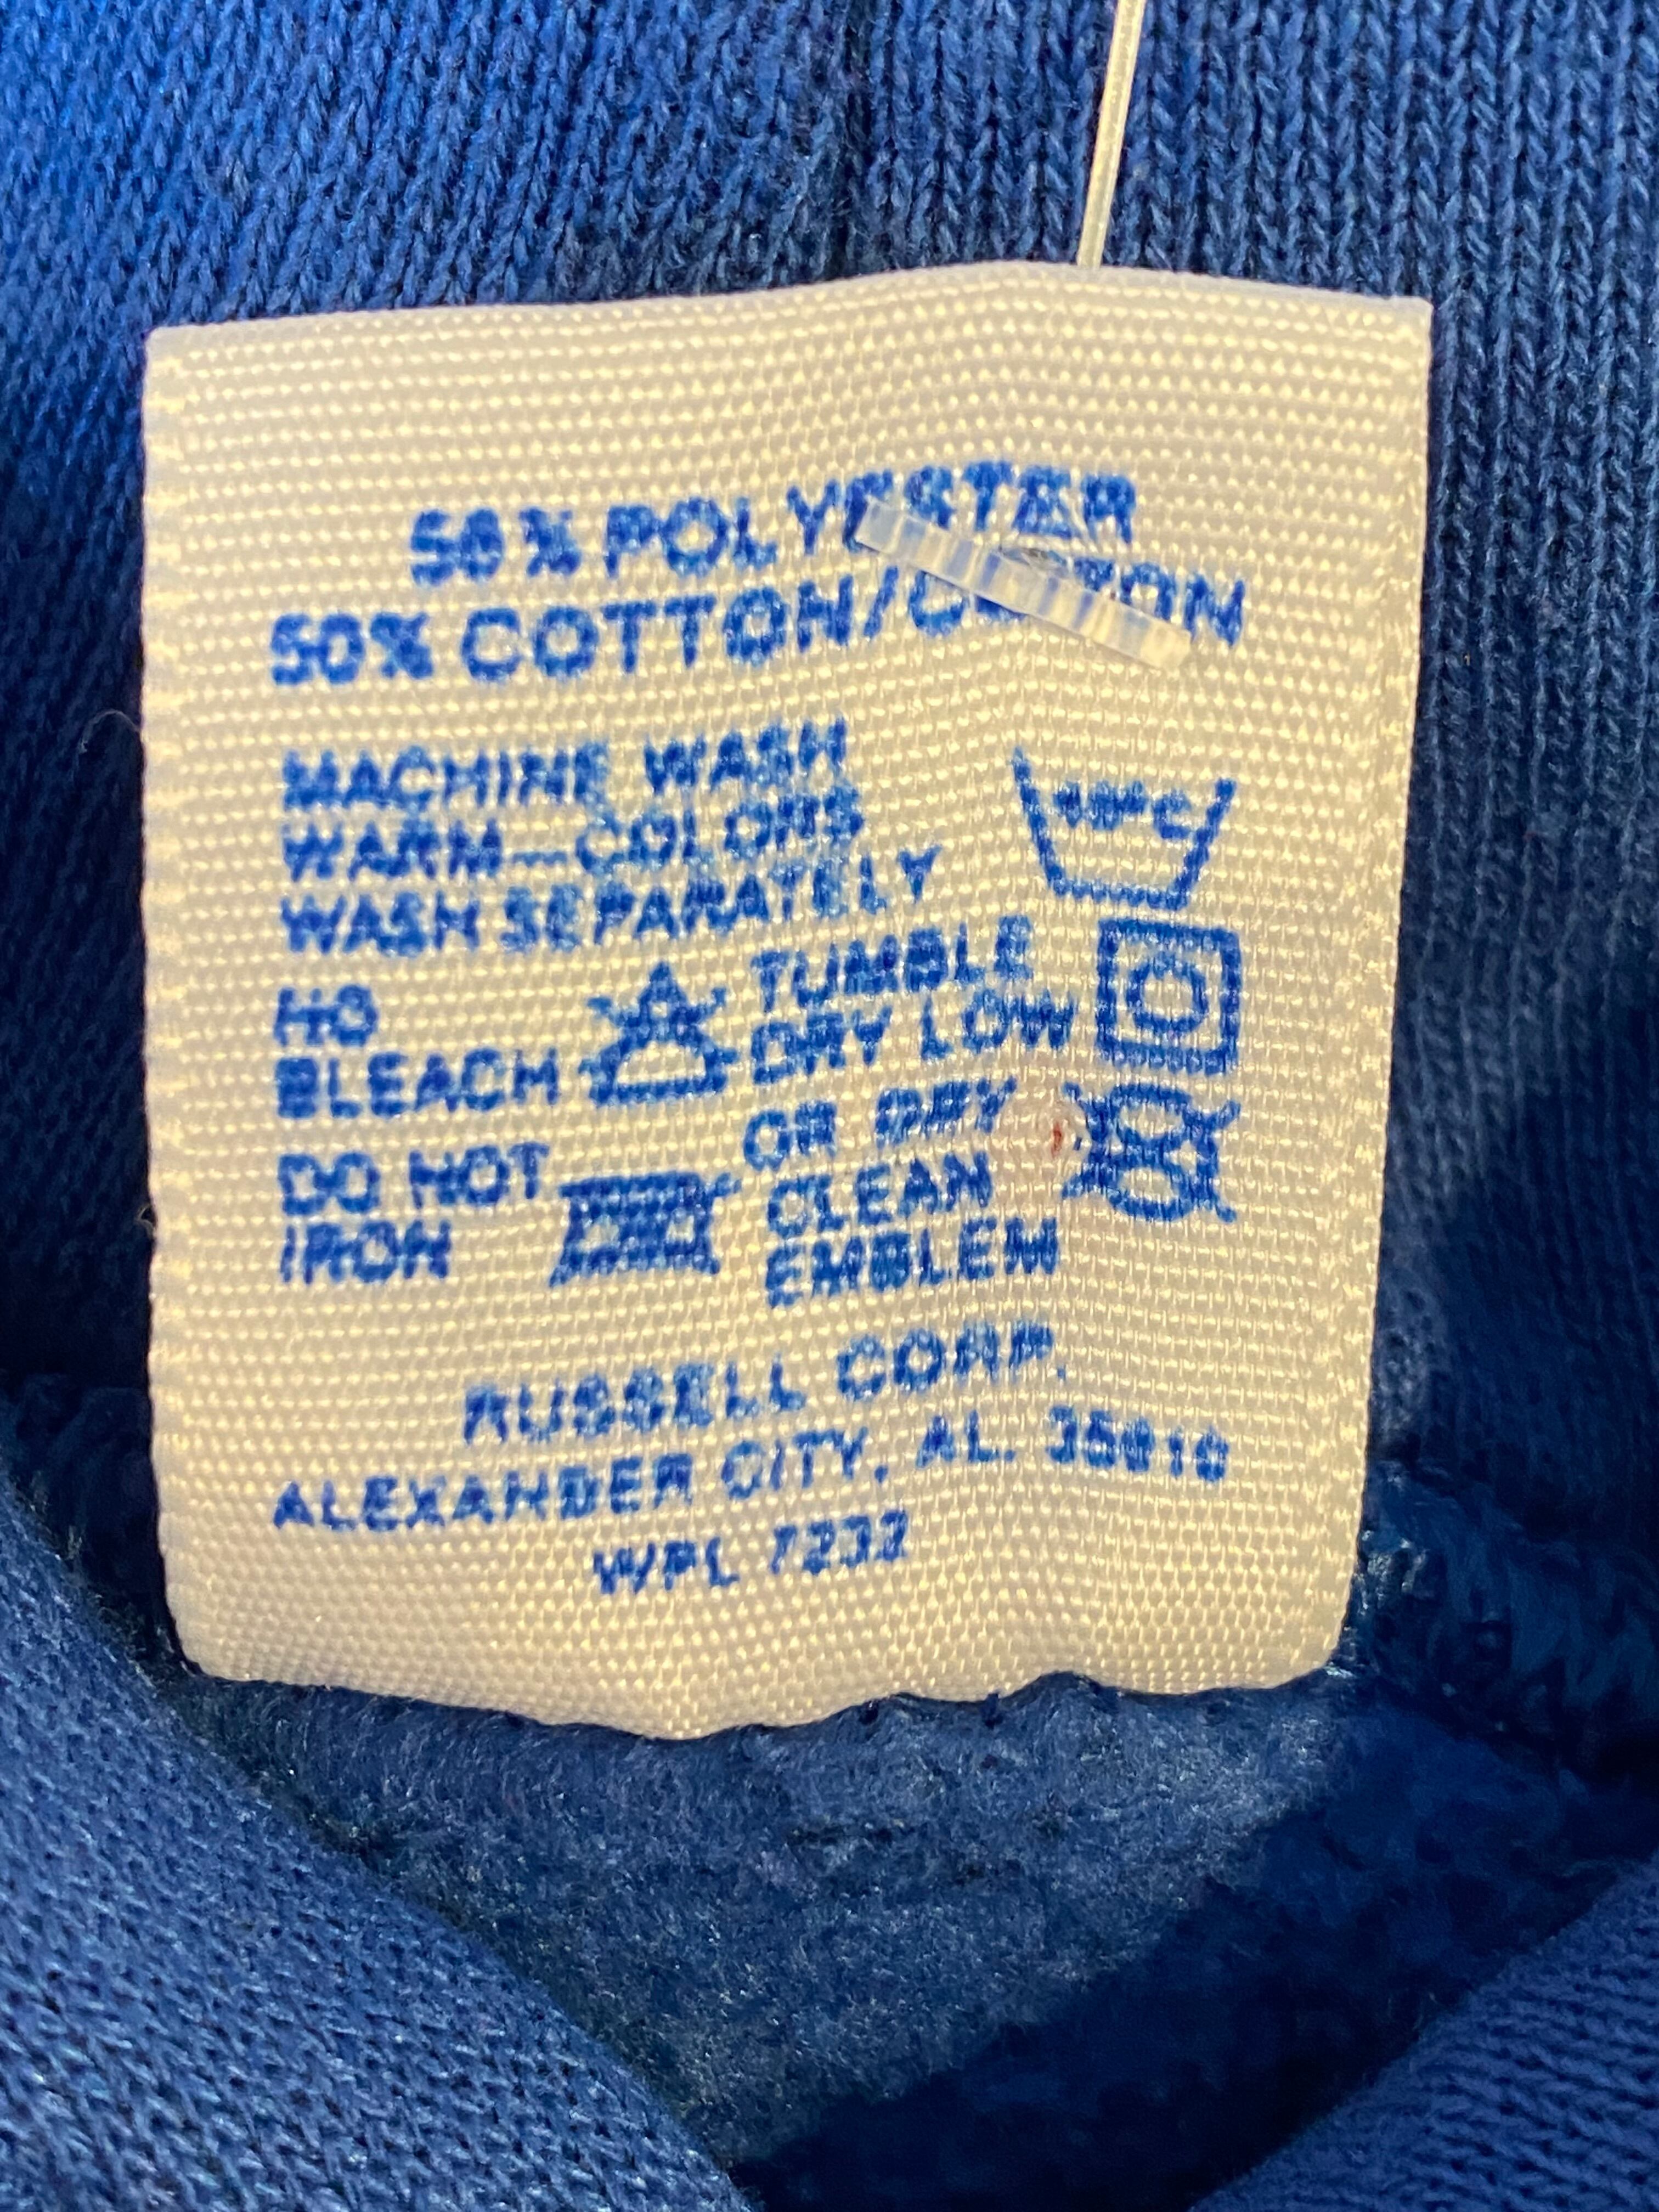 50% POLYESTER
50% COTTON/COTON
MACHINE WASH
WARM—COLORS
WASH SEPARATELY
40°C
NO
BLEACH
DO NOT
IRON
TUMBLE
DRY LOW
OR DRY
CLEAN
EMBLEM
RUSSELL CORP.
ALEXANDER CITY, AL. 35010
WPL 7232